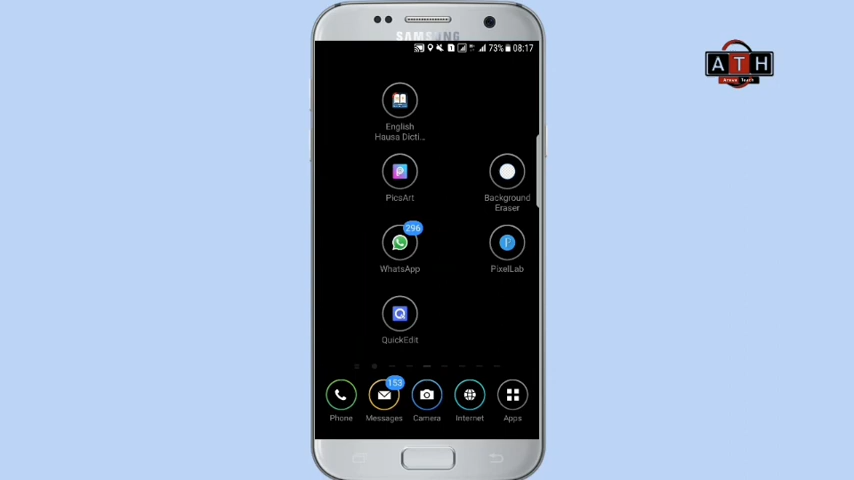 SAMSUNG
73% 08:17
ATH
English
Hausa Dicti...
PicsArt
Background
Eraser
296
WhatsApp
PixelLab
QuickEdit
153
Phone
Messages
Camera
Internet
Apps